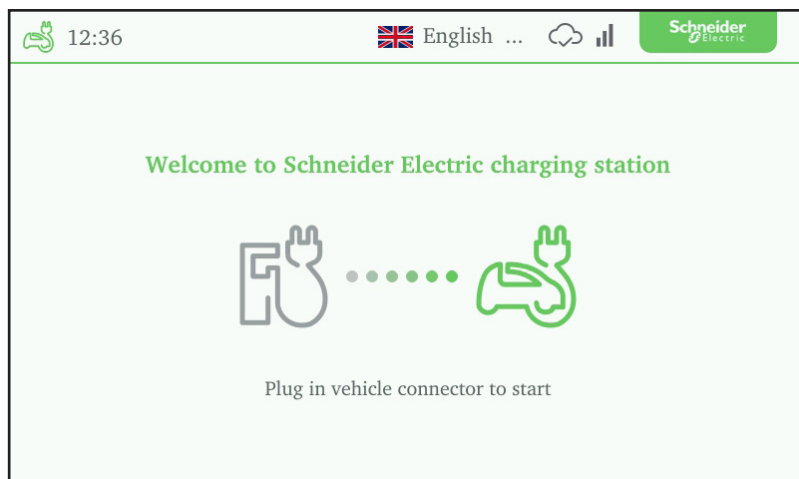 12:36
English ...
Schneider
Electric
Welcome to Schneider Electric charging station
Plug in vehicle connector to start